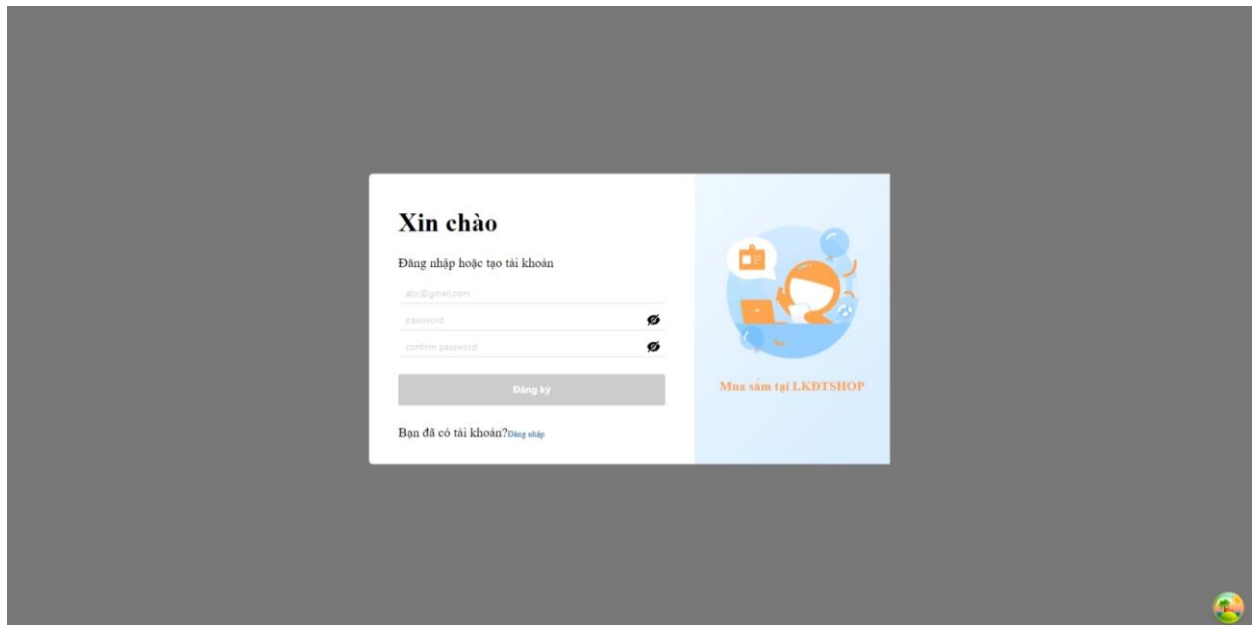 Xin chào
Đăng nhập hoặc tạo tài khoản
abc@gmail.com
password
confirm password
Đăng ký
Bạn đã có tài khoản?Đăng nhập
Mua sắm tại LKDTSHOP